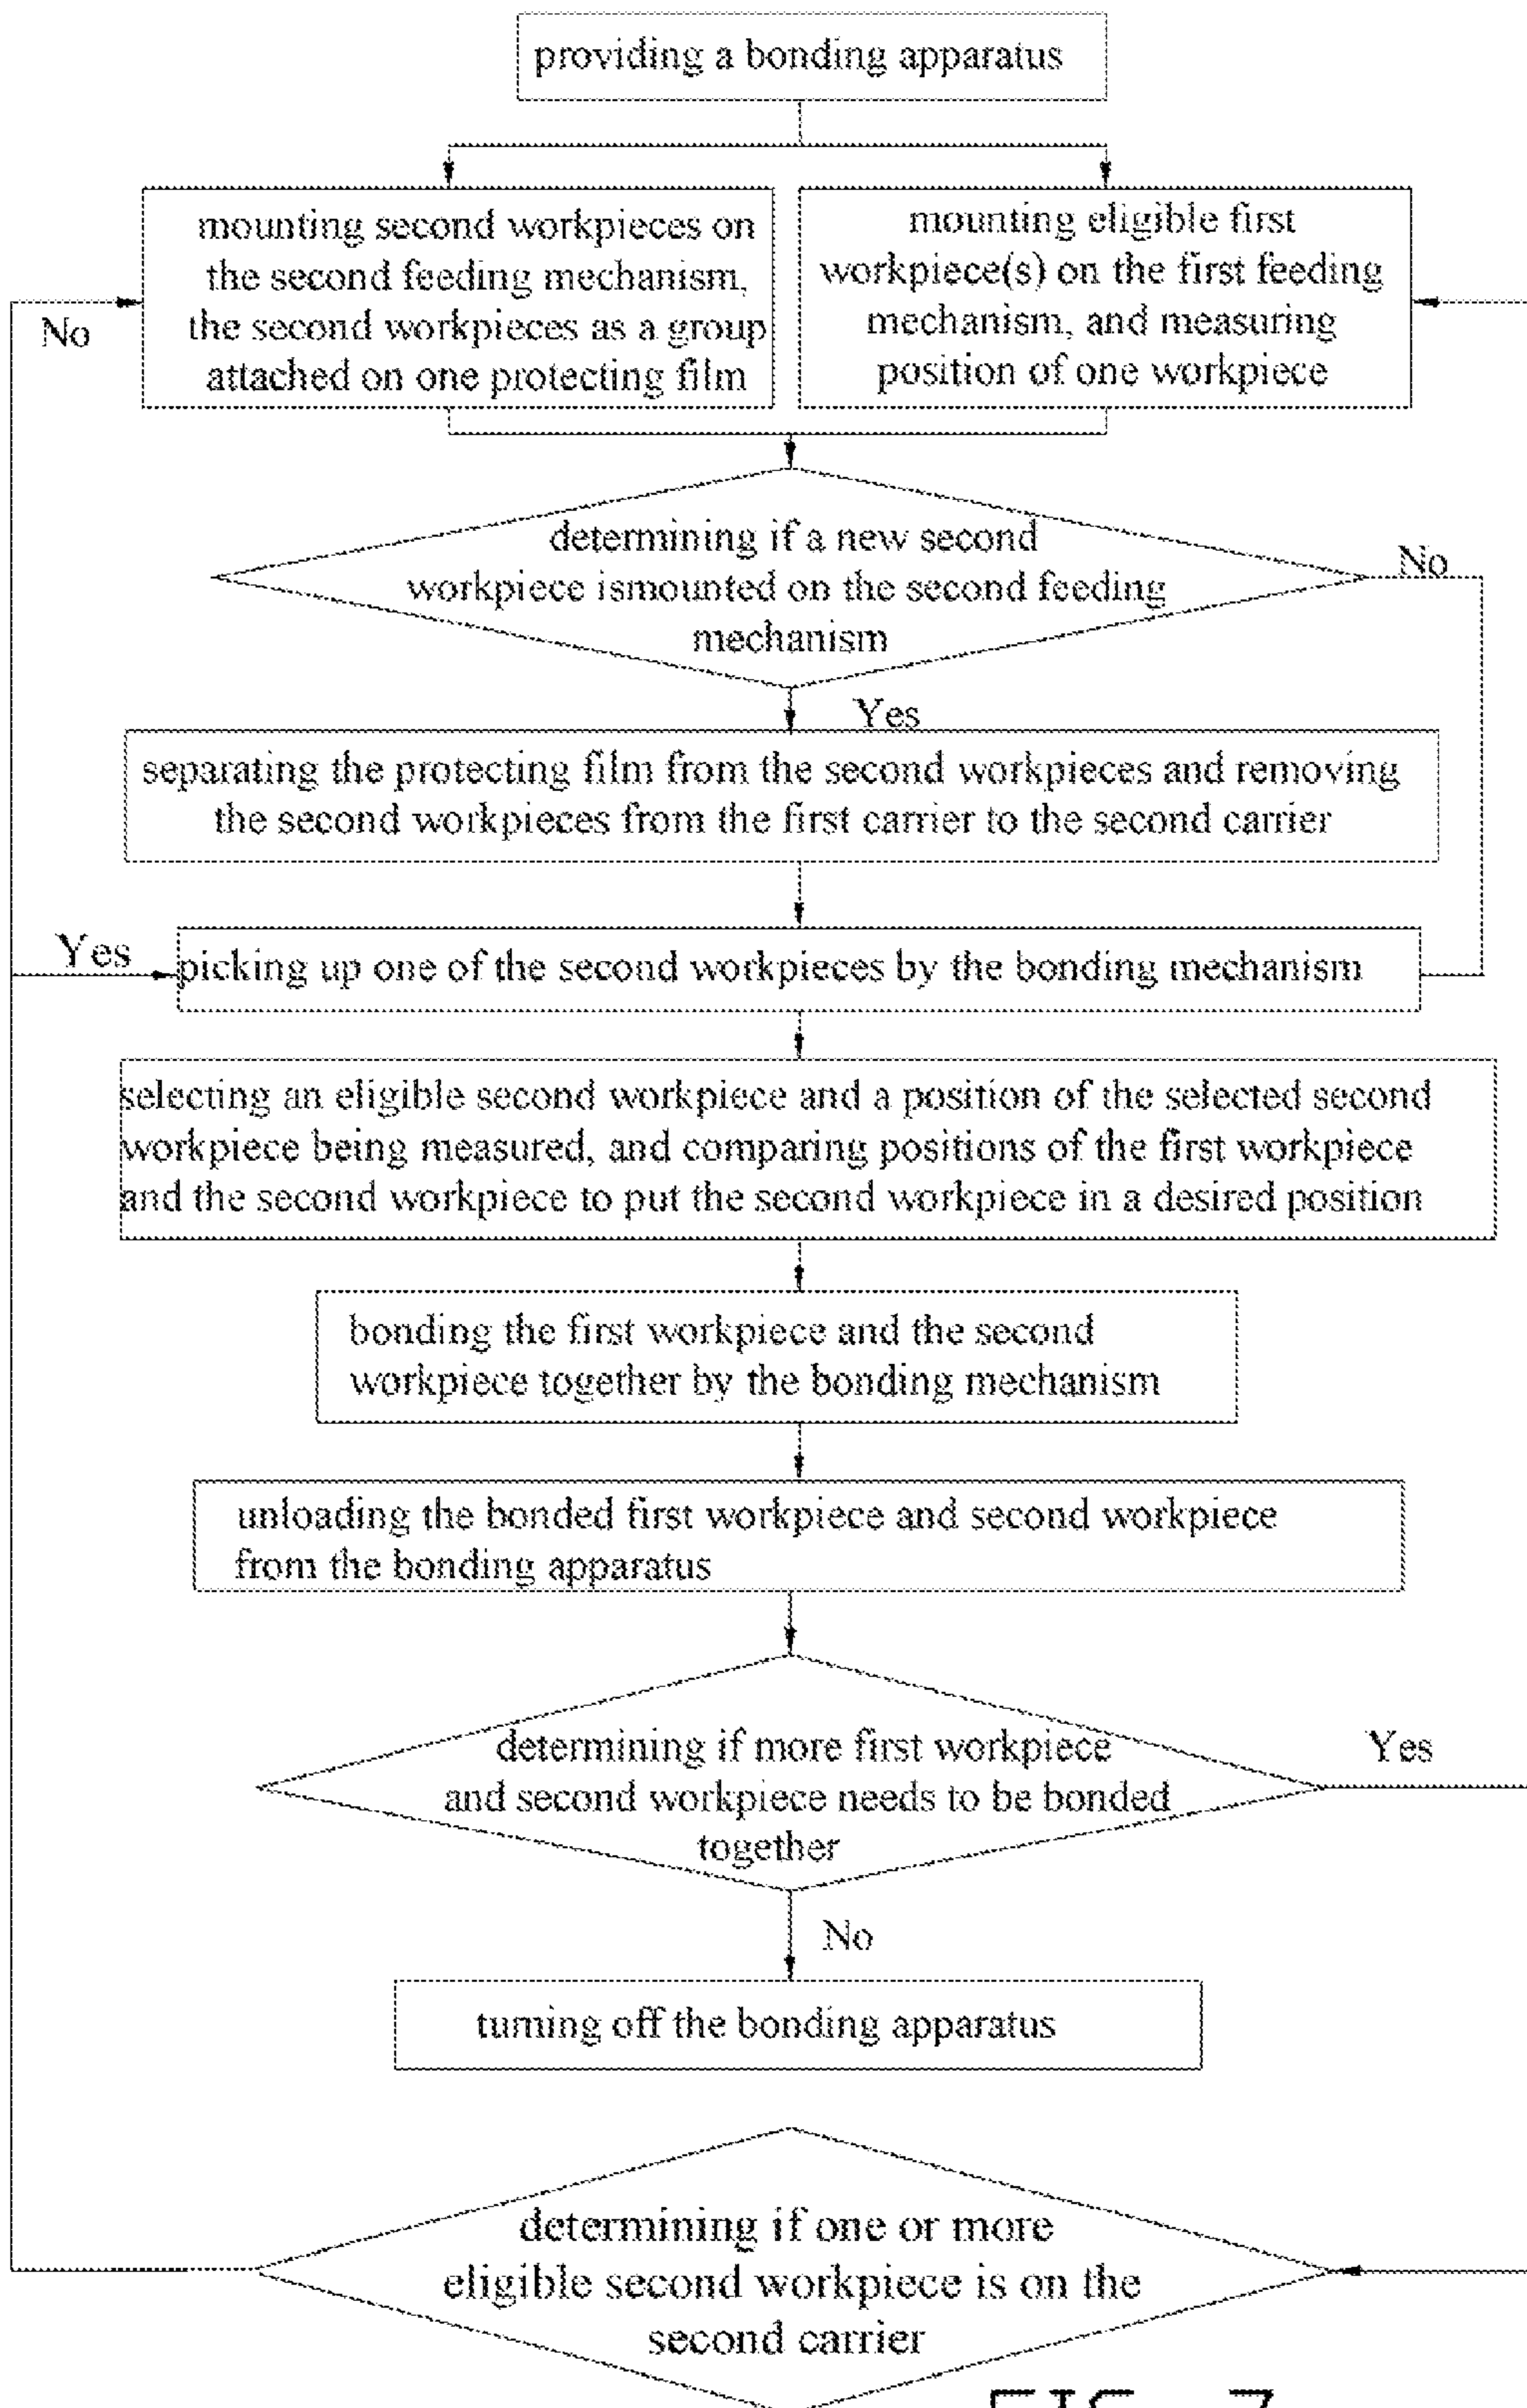 providing a bonding apparatus
mounting second workpieces on
the second feeding mechanism,
the second workpieces as a group
attached on one protecting film
mounting eligible first
workpiece(s) on the first feeding
mechanism, and measuring
position of one workpiece
No
determining if a new second
workpiece ismounted on the second feeding
mechanism
No
Yes
separating the protecting film from the second workpieces and removing
the second workpieces from the first carrier to the second carrier
Yes
picking up one of the second workpieces by the bonding mechanism
selecting an eligible second workpiece and a position of the selected second
workpiece being measured, and comparing positions of the first workpiece
and the second workpiece to put the second workpiece in a desired position
bonding the first workpiece and the second
workpiece together by the bonding mechanism
unloading the bonded first workpiece and second workpiece
from the bonding apparatus
determining if more first workpiece
and second workpiece needs to be bonded
together
Yes
No
turning off the bonding apparatus
determining if one or more
eligible second workpiece is on the
second carrier